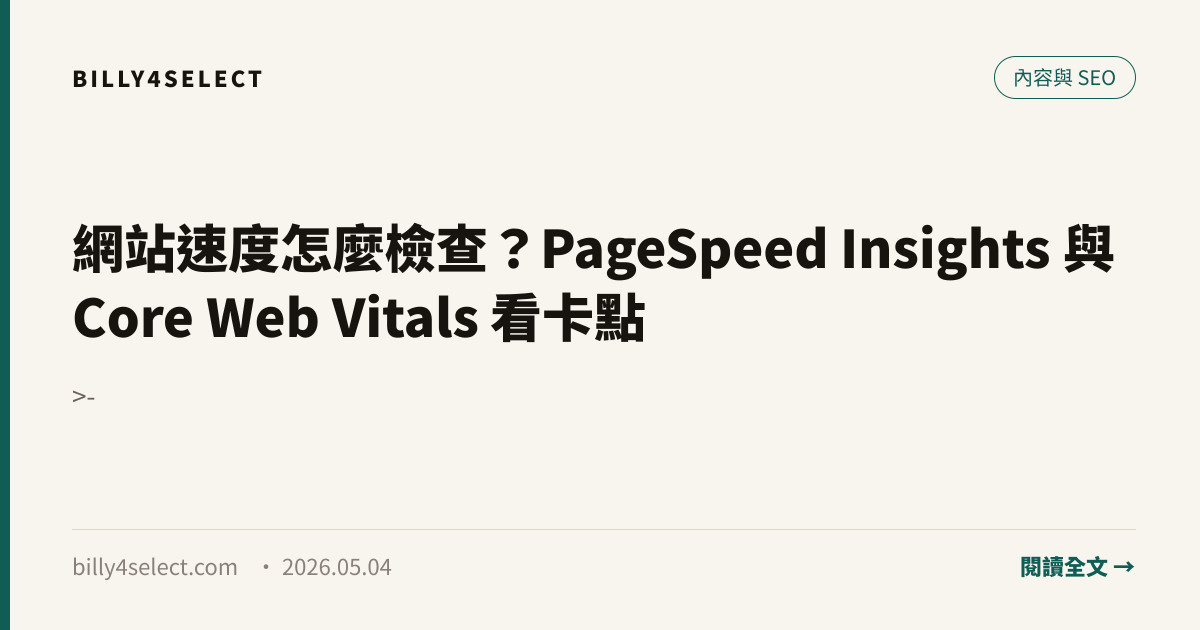 BILLY4SELECT
內容與 SEO
網站速度怎麼檢查？PageSpeed Insights 與
Core Web Vitals 看卡點
>-
billy4select.com • 2026.05.04
閱讀全文 →